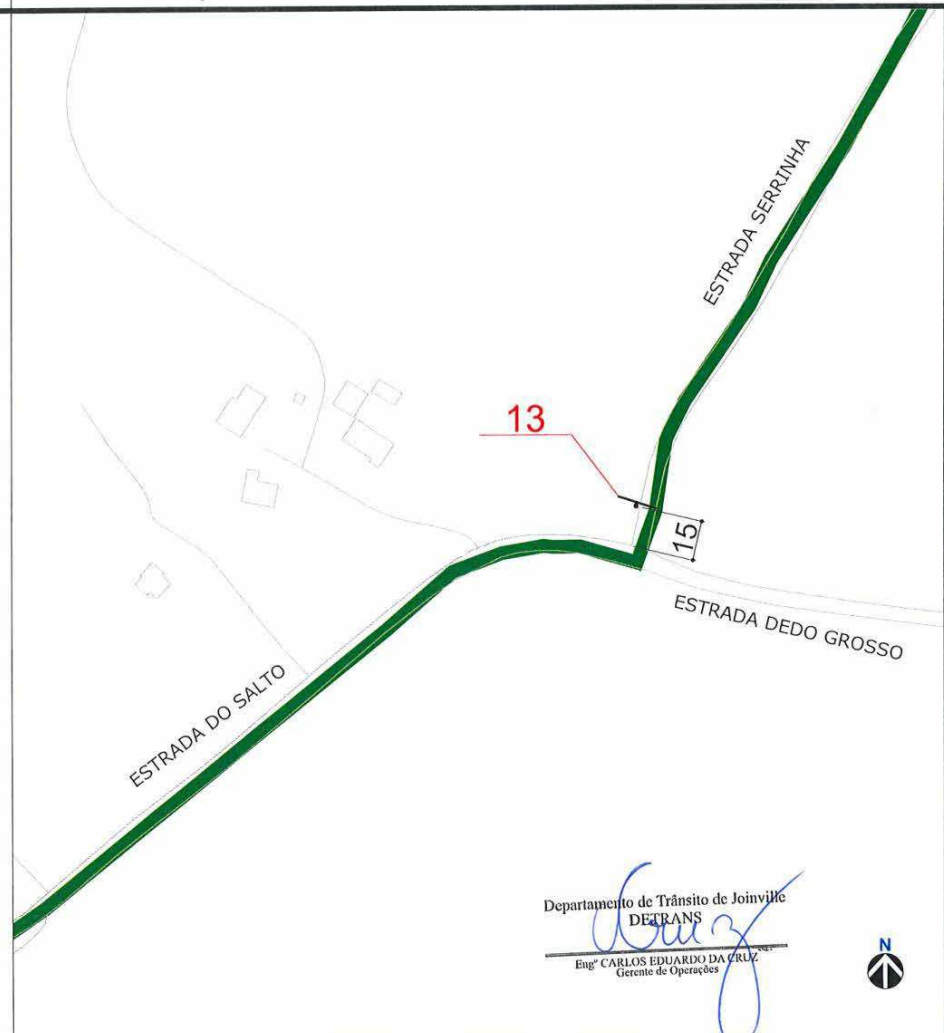 ESTRADA SERRINHA
13
15
ESTRADA DEDO GROSSO
ESTRADA DO SALTO
Departamento de Trânsito de Joinville
DETRANS
Engº CARLOS EDUARDO DA CRUZ
Gerente de Operações
N